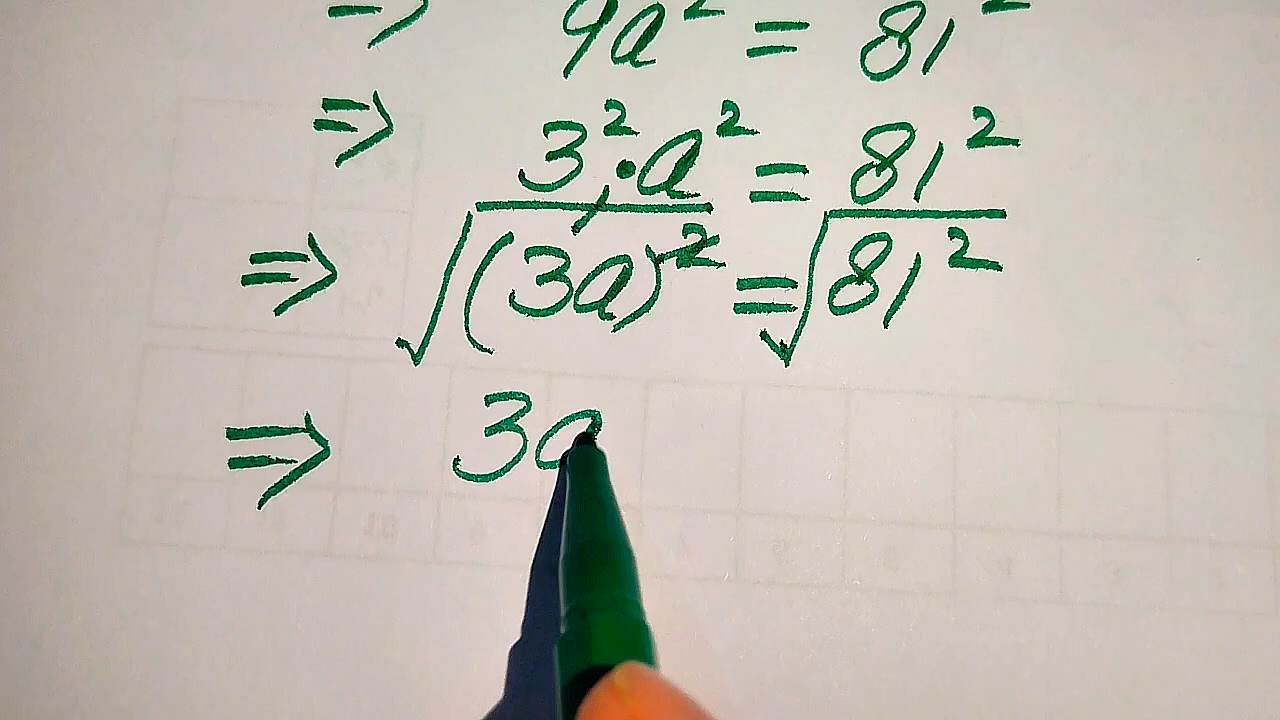 ⇒ 9a² = 81²
⇒ 3²·a² = 81²
⇒ √(3a)² = √81²
⇒ 3a